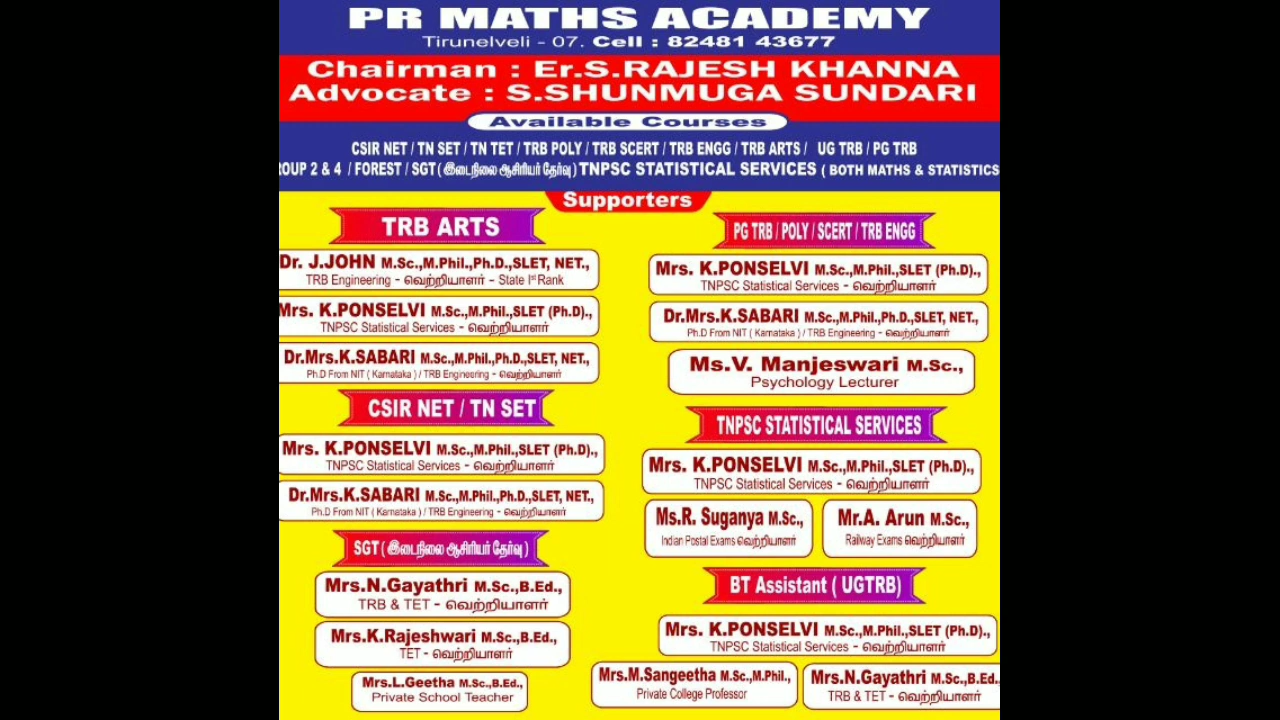 PR MATHS ACADEMY
Tirunelveli - 07. Cell : 82481 43677
Chairman : Er.S.RAJESH KHANNA
Advocate : S.SHUNMUGA SUNDARI
Available Courses
CSIR NET / TN SET / TN TET / TRB POLY / TRB SCERT / TRB ENGG / TRB ARTS / UG TRB / PG TRB
ROUP 2 & 4 / FOREST / SGT ( இடைநிலை ஆசிரியர் தேர்வு ) TNPSC STATISTICAL SERVICES ( BOTH MATHS & STATISTICS
Supporters
TRB ARTS
Dr. J.JOHN M.Sc.,M.Phil.,Ph.D.,SLET, NET.,
TRB Engineering - வெற்றியாளர் - State Ist Rank
Mrs. K.PONSELVI M.Sc.,M.Phil.,SLET (Ph.D).,
TNPSC Statistical Services - வெற்றியாளர்
Dr.Mrs.K.SABARI M.Sc.,M.Phil.,Ph.D.,SLET, NET.,
Ph.D From NIT ( Karnataka ) / TRB Engineering - வெற்றியாளர்
CSIR NET / TN SET
Mrs. K.PONSELVI M.Sc.,M.Phil.,SLET (Ph.D).,
TNPSC Statistical Services - வெற்றியாளர்
Dr.Mrs.K.SABARI M.Sc.,M.Phil.,Ph.D.,SLET, NET.,
Ph.D From NIT ( Karnataka ) / TRB Engineering - வெற்றியாளர்
SGT ( இடைநிலை ஆசிரியர் தேர்வு )
Mrs.N.Gayathri M.Sc.,B.Ed.,
TRB & TET - வெற்றியாளர்
Mrs.K.Rajeshwari M.Sc.,B.Ed.,
TET - வெற்றியாளர்
Mrs.L.Geetha M.Sc.,B.Ed.,
Private School Teacher
PG TRB / POLY / SCERT / TRB ENGG
Mrs. K.PONSELVI M.Sc.,M.Phil.,SLET (Ph.D).,
TNPSC Statistical Services - வெற்றியாளர்
Dr.Mrs.K.SABARI M.Sc.,M.Phil.,Ph.D.,SLET, NET.,
Ph.D From NIT ( Karnataka ) / TRB Engineering - வெற்றியாளர்
Ms.V. Manjeswari M.Sc.,
Psychology Lecturer
TNPSC STATISTICAL SERVICES
Mrs. K.PONSELVI M.Sc.,M.Phil.,SLET (Ph.D).,
TNPSC Statistical Services - வெற்றியாளர்
Ms.R. Suganya M.Sc.,
Indian Postal Exams வெற்றியாளர்
Mr.A. Arun M.Sc.,
Railway Exams வெற்றியாளர்
BT Assistant ( UGTRB)
Mrs. K.PONSELVI M.Sc.,M.Phil.,SLET (Ph.D).,
TNPSC Statistical Services - வெற்றியாளர்
Mrs.M.Sangeetha M.Sc.,M.Phil.,
Private College Professor
Mrs.N.Gayathri M.Sc.,B.Ed.,
TRB & TET - வெற்றியாளர்